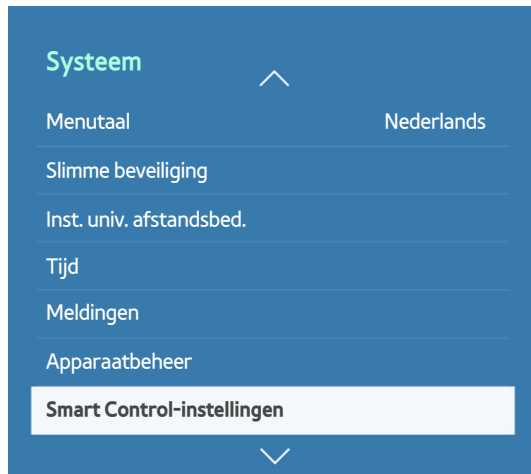 Systeem
Menutaal Nederlands
Slimme beveiliging
Inst. univ. afstandsbed.
Tijd
Meldingen
Apparaatbeheer
Smart Control-instellingen